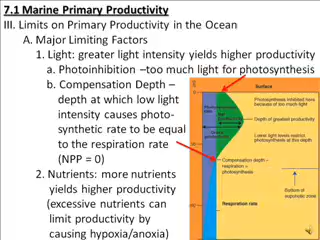 7.1 Marine Primary Productivity
III. Limits on Primary Productivity in the Ocean
A. Major Limiting Factors
1. Light: greater light intensity yields higher productivity
a. Photoinhibition –too much light for photosynthesis
b. Compensation Depth –
depth at which low light
intensity causes photo-
synthetic rate to be equal
to the respiration rate
(NPP = 0)
2. Nutrients: more nutrients
yields higher productivity
(excessive nutrients can
limit productivity by
causing hypoxia/anoxia)
Surface
Photosynthesis inhibited here
because of too much light
Depth of greatest productivity
Lower light levels restrict
photosynthesis at this depth
Compensation depth -
respiration =
photosynthesis
Bottom of
euphotic zone
Respiration rate